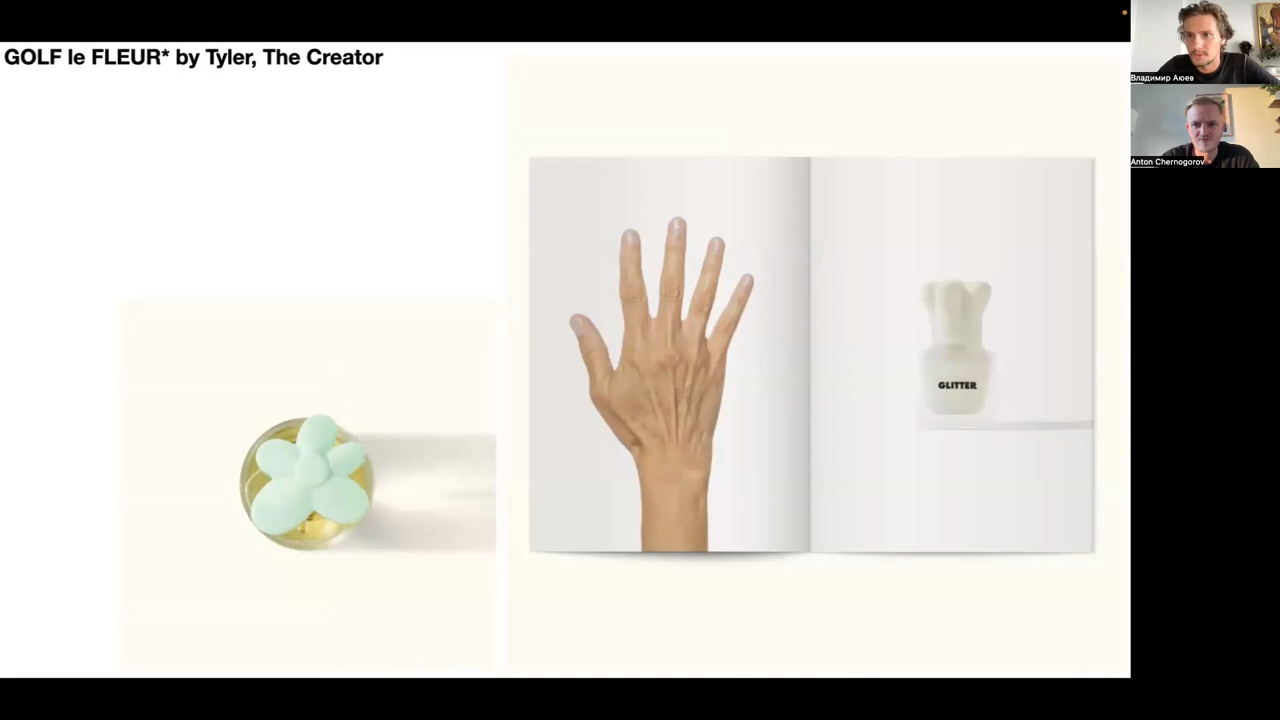 GOLF le FLEUR* by Tyler, The Creator
Владимир Аюев
Anton Chernogorov
GLITTER